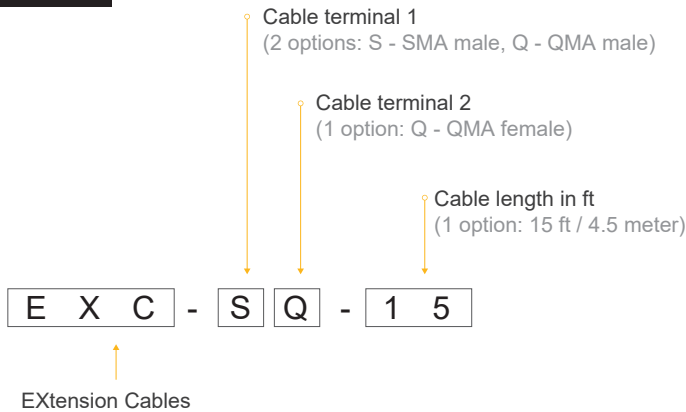 Cable terminal 1
(2 options: S - SMA male, Q - QMA male)
Cable terminal 2
(1 option: Q - QMA female)
Cable length in ft
(1 option: 15 ft / 4.5 meter)
E X C - S Q - 1 5
EXtension Cables